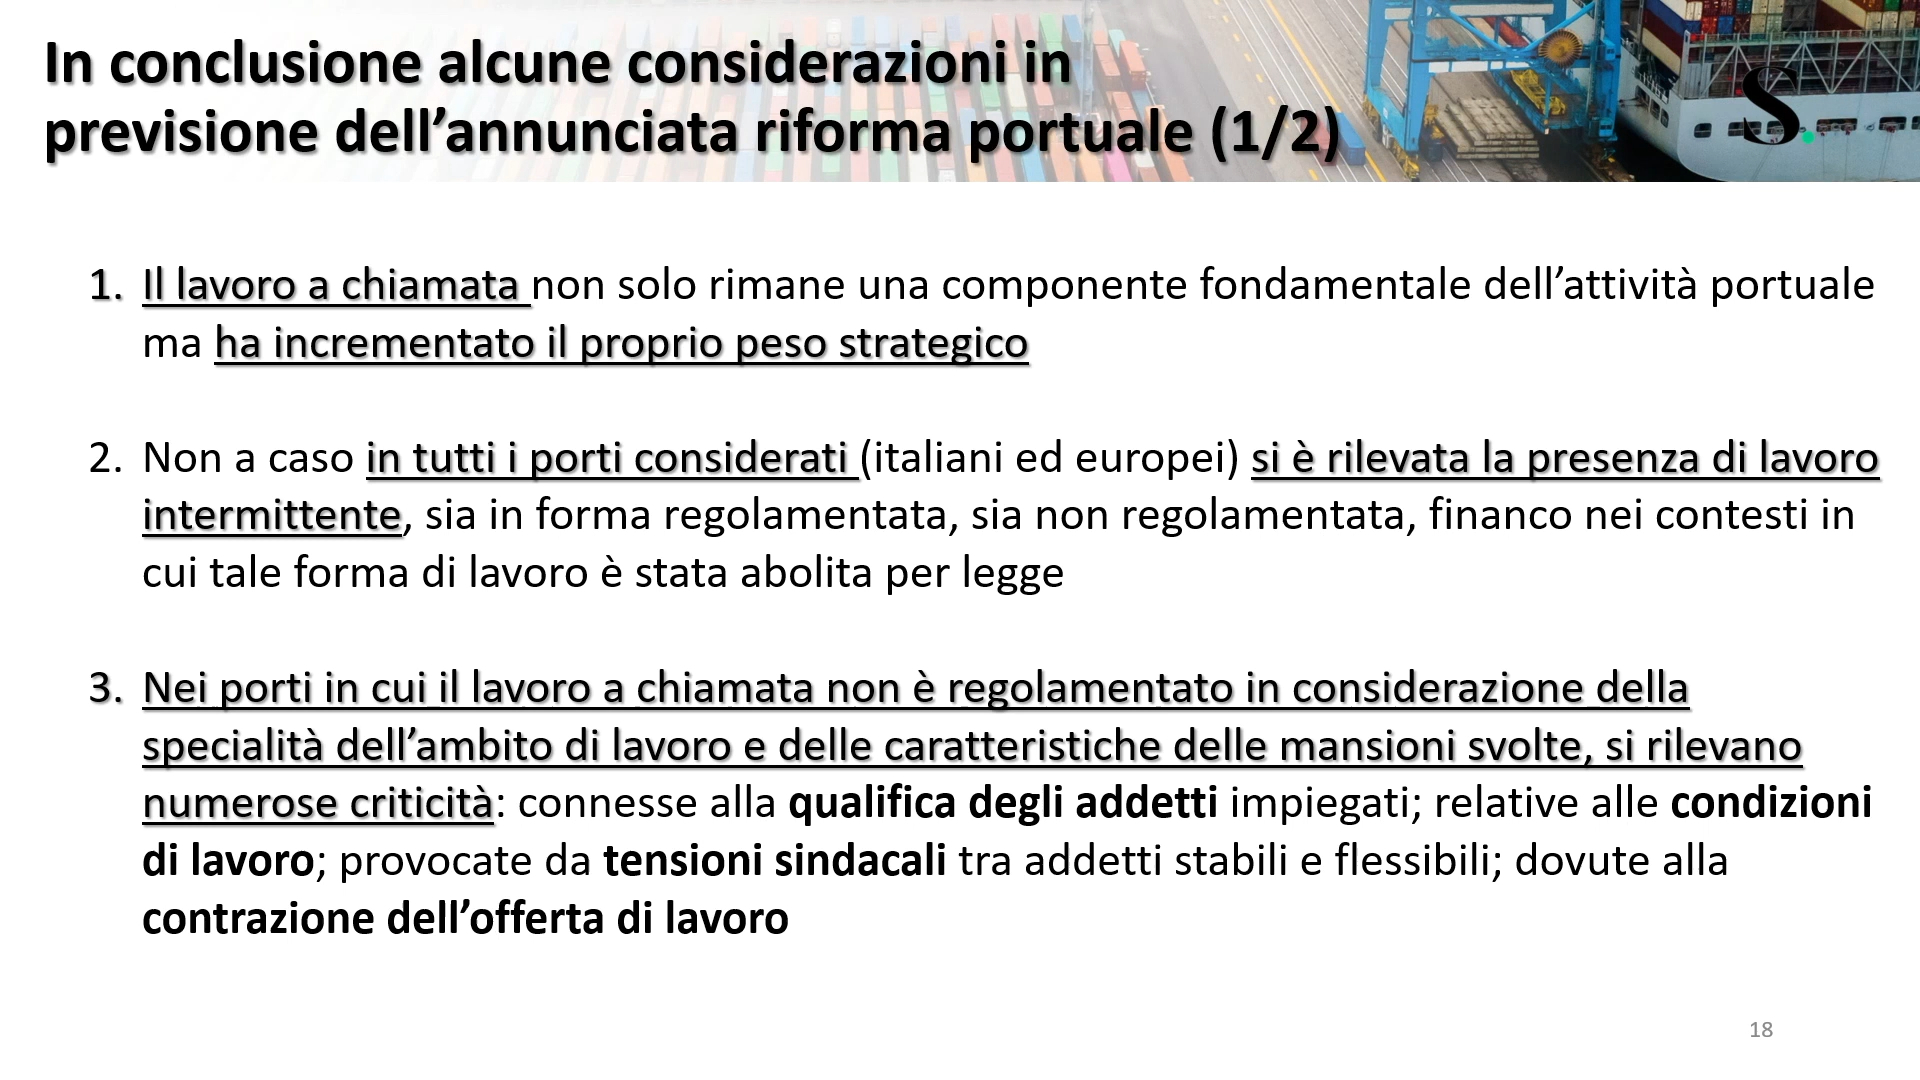 In conclusione alcune considerazioni in
previsione dell’annunciata riforma portuale (1/2)
S.
1. Il lavoro a chiamata non solo rimane una componente fondamentale dell’attività portuale
ma ha incrementato il proprio peso strategico
2. Non a caso in tutti i porti considerati (italiani ed europei) si è rilevata la presenza di lavoro
intermittente, sia in forma regolamentata, sia non regolamentata, financo nei contesti in
cui tale forma di lavoro è stata abolita per legge
3. Nei porti in cui il lavoro a chiamata non è regolamentato in considerazione della
specialità dell’ambito di lavoro e delle caratteristiche delle mansioni svolte, si rilevano
numerose criticità: connesse alla qualifica degli addetti impiegati; relative alle condizioni
di lavoro; provocate da tensioni sindacali tra addetti stabili e flessibili; dovute alla
contrazione dell’offerta di lavoro
18